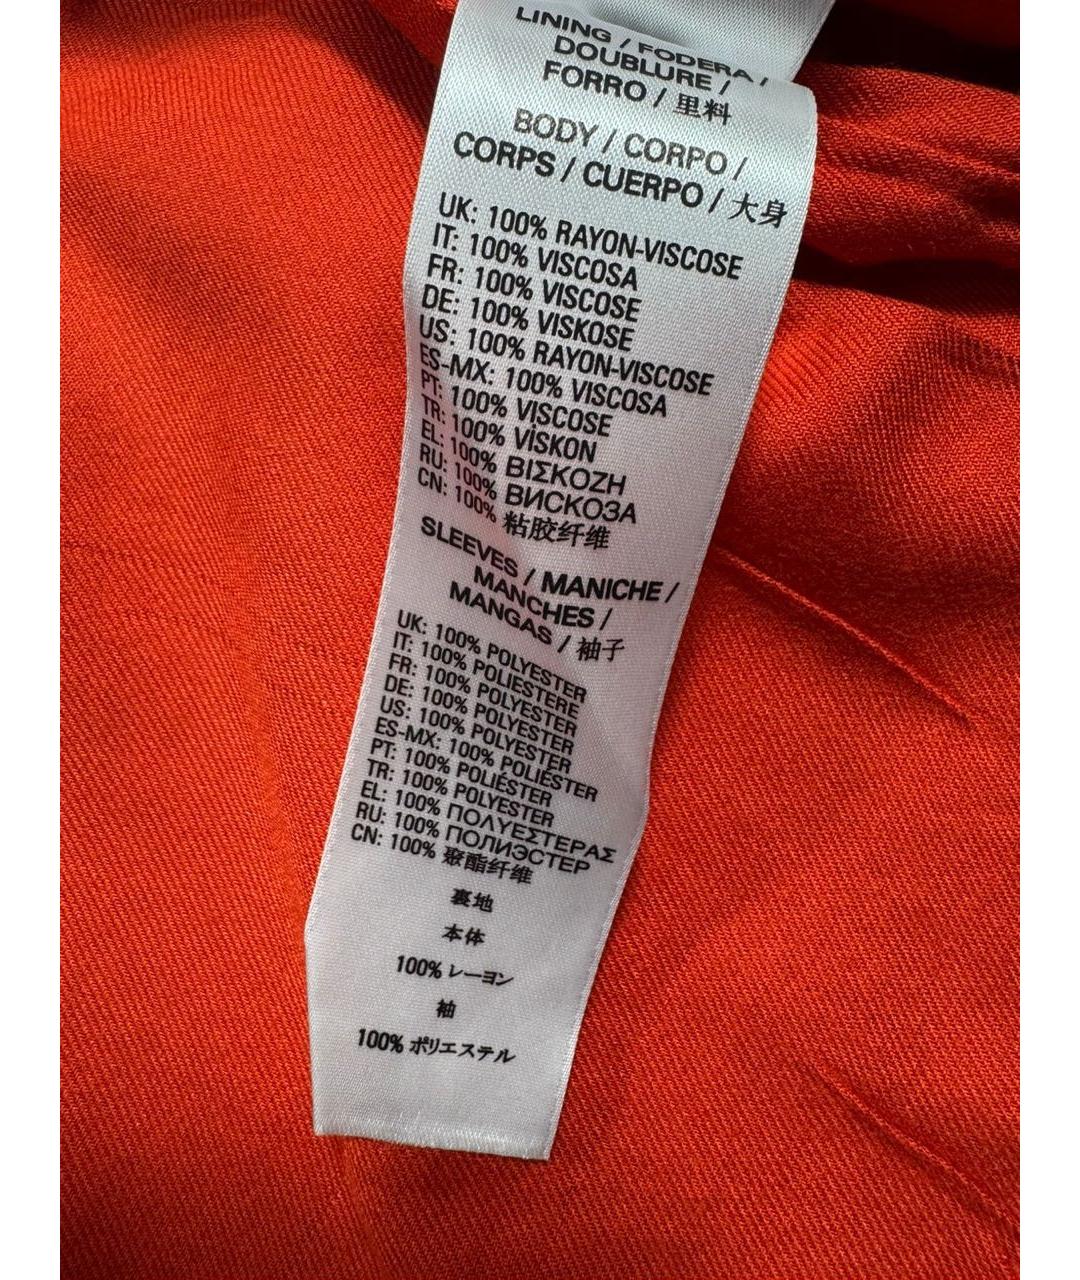 LINING / FODERA /
DOUBLURE /
FORRO / 里料
BODY / CORPO /
CORPS / CUERPO / 大身
UK: 100% RAYON-VISCOSE
IT: 100% VISCOSA
FR: 100% VISCOSE
DE: 100% VISKOSE
US: 100% RAYON-VISCOSE
ES-MX: 100% VISCOSA
PT: 100% VISCOSE
TR: 100% VİSKON
EL: 100% ΒΙΣΚΟΖΗ
RU: 100% ВИСКОЗА
CN: 100% 粘胶纤维
SLEEVES / MANICHE /
MANCHES /
MANGAS / 袖子
UK: 100% POLYESTER
IT: 100% POLIESTERE
FR: 100% POLYESTER
DE: 100% POLYESTER
US: 100% POLYESTER
ES-MX: 100% POLIÉSTER
PT: 100% POLIÉSTER
TR: 100% POLYESTER
EL: 100% ΠΟΛΥΕΣΤΕΡΑΣ
RU: 100% ПОЛИЭСТЕР
CN: 100% 聚酯纤维
裏地
本体
100% レーヨン
袖
100% ポリエステル